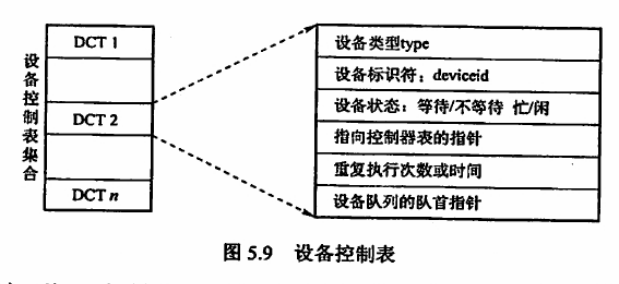 设备控制表集合
DCT 1
DCT 2
DCT n
设备类型type
设备标识符：deviceid
设备状态：等待/不等待 忙/闲
指向控制器表的指针
重复执行次数或时间
设备队列的队首指针
图 5.9 设备控制表